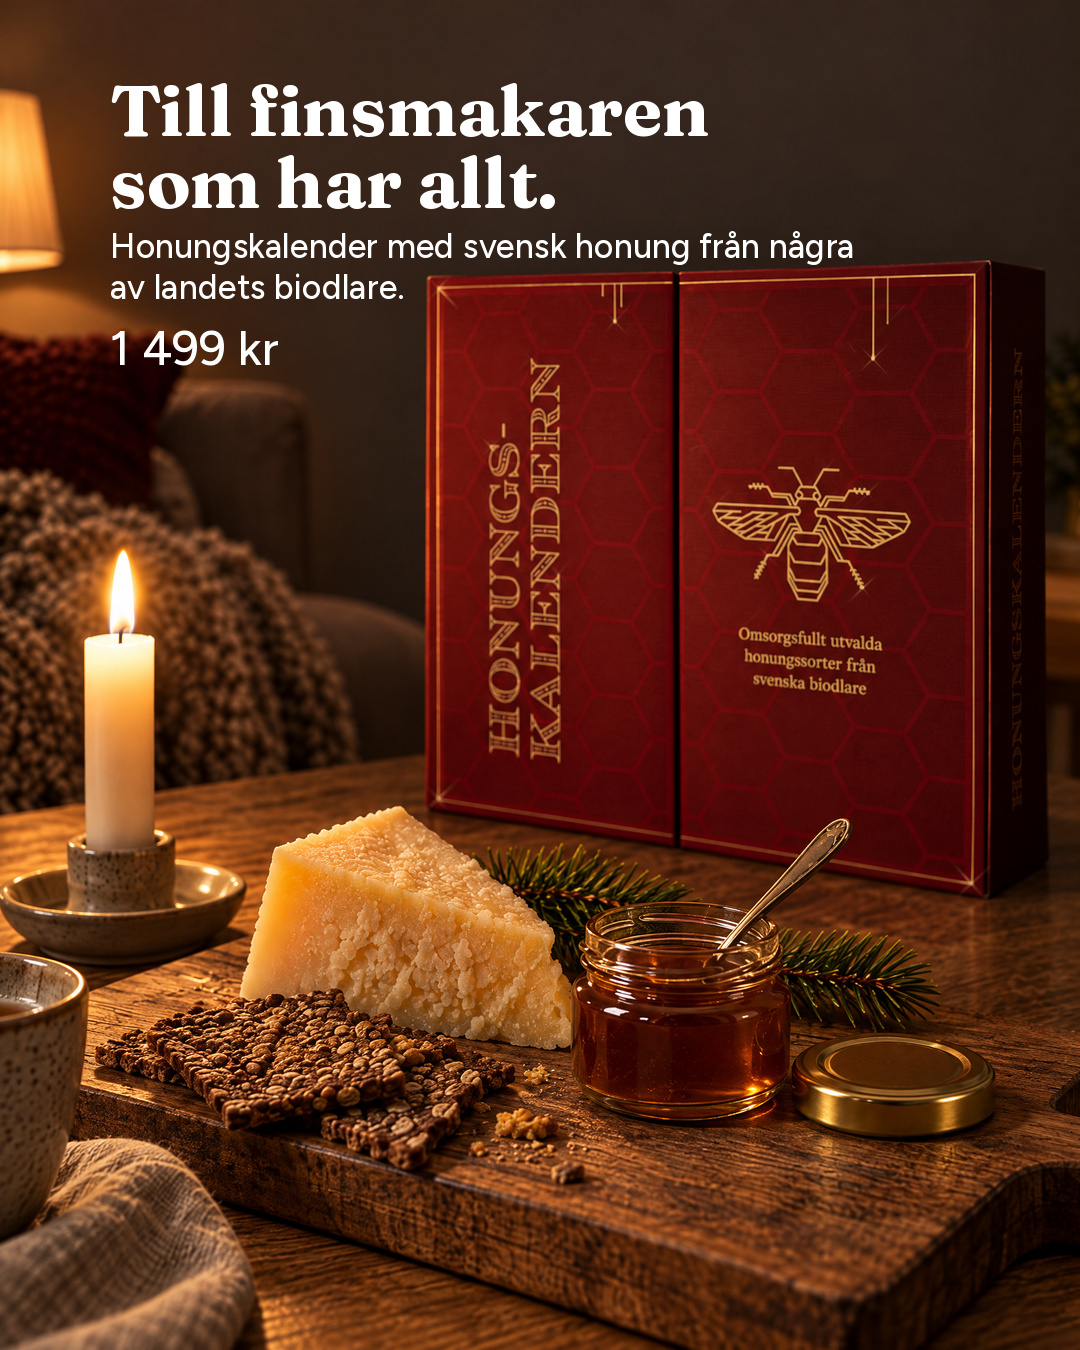 Till finsmakaren
som har allt.
Honungskalender med svensk honung från några
av landets biodlare.
1 499 kr
HONUNGS-
KALENDERN
Omsorgsfullt utvalda
honungssorter från
svenska biodlare
HONUNGSKALENDERN